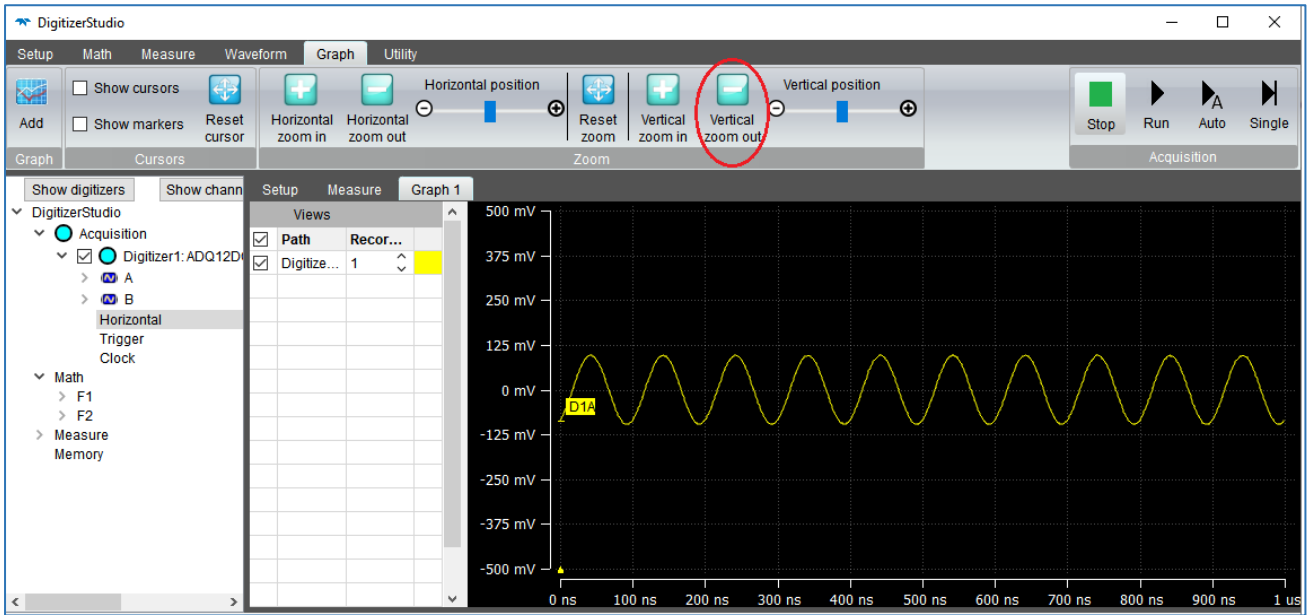 DigitizerStudio
Setup Math Measure Waveform Graph Utility
Add
Graph
Show cursors
Show markers
Reset
cursor
Cursors
Horizontal
zoom in
Horizontal
zoom out
Horizontal position
Reset
zoom
Vertical
zoom in
Vertical
zoom out
Vertical position
Zoom
Stop
Run
A
Auto
Single
Acquisition
Show digitizers Show chann
DigitizerStudio
Acquisition
Digitizer1: ADQ12D
A
B
Horizontal
Trigger
Clock
Math
F1
F2
Measure
Memory
Setup Measure Graph 1
Views
Path Recor...
Digitize... 1
500 mV
375 mV
250 mV
125 mV
0 mV
D1A
-125 mV
-250 mV
-375 mV
-500 mV
0 ns 100 ns 200 ns 300 ns 400 ns 500 ns 600 ns 700 ns 800 ns 900 ns 1 us